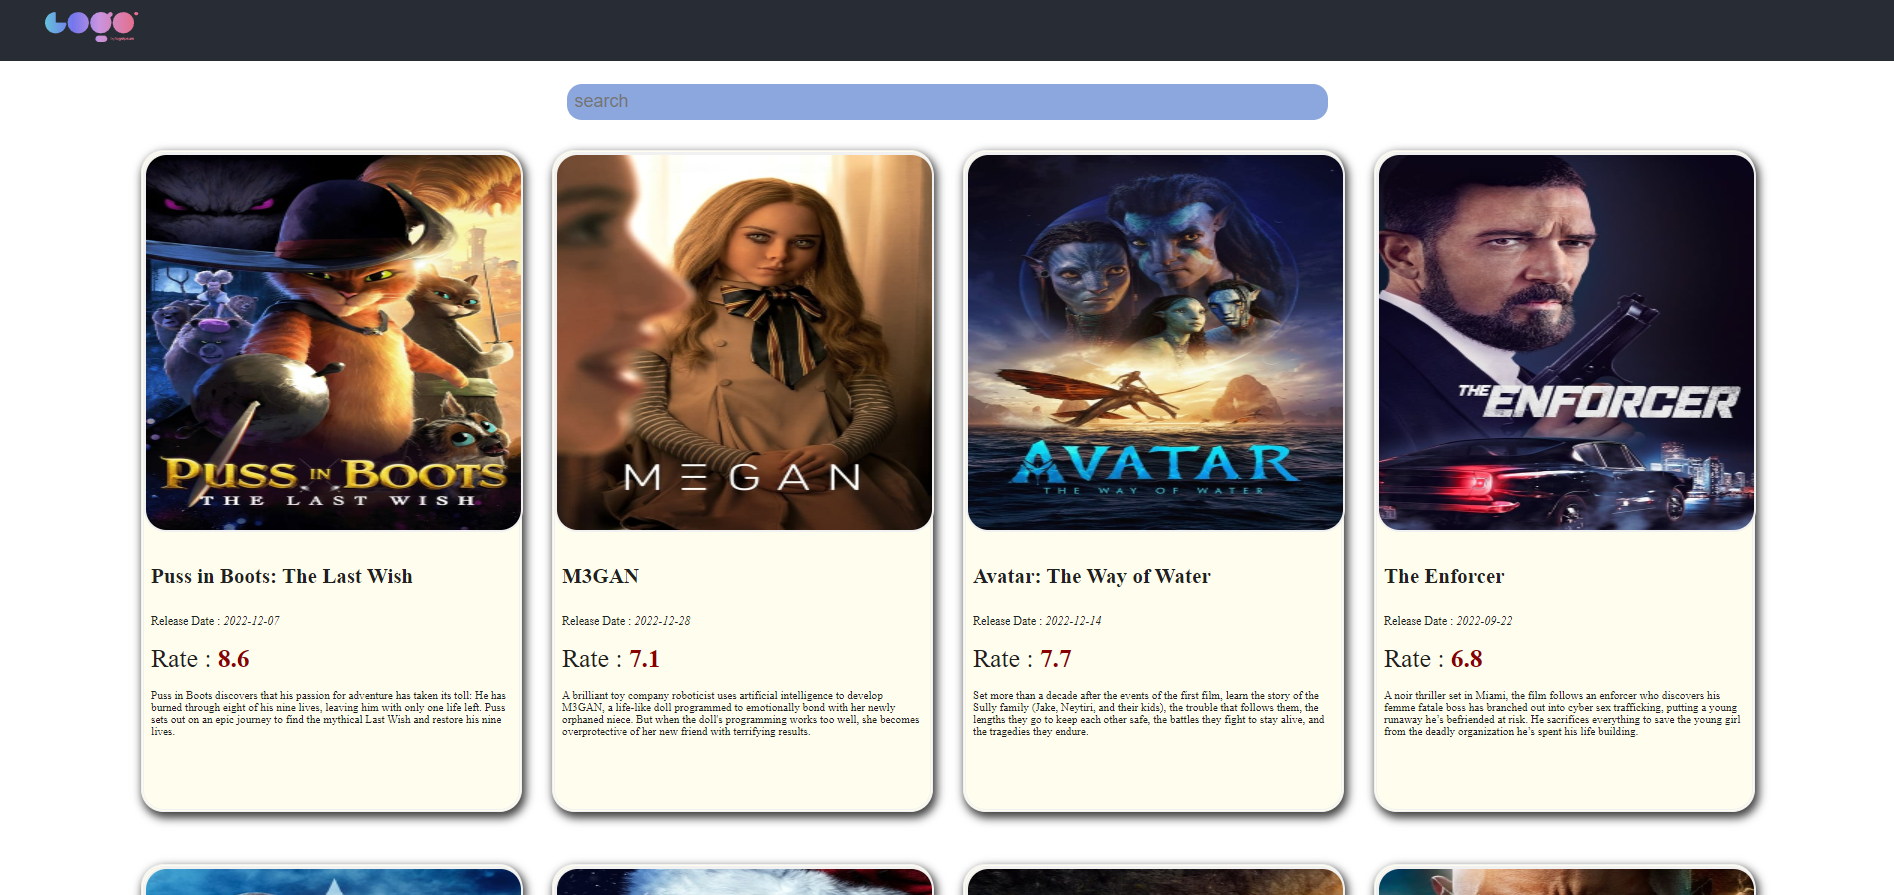 Logo
search
PUSS IN BOOTS
THE LAST WISH
MEGAN
AVATAR
THE WAY OF WATER
THE
ENFORCER
Puss in Boots: The Last Wish
Release Date : 2022-12-07
Rate : 8.6
Puss in Boots discovers that his passion for adventure has taken its toll: He has
burned through eight of his nine lives, leaving him with only one life left. Puss
sets out on an epic journey to find the mythical Last Wish and restore his nine
lives.
M3GAN
Release Date : 2022-12-28
Rate : 7.1
A brilliant toy company roboticist uses artificial intelligence to develop
M3GAN, a life-like doll programmed to emotionally bond with her newly
orphaned niece. But when the doll's programming works too well, she becomes
overprotective of her new friend with terrifying results.
Avatar: The Way of Water
Release Date : 2022-12-14
Rate : 7.7
Set more than a decade after the events of the first film, learn the story of the
Sully family (Jake, Neytiri, and their kids), the trouble that follows them, the
lengths they go to keep each other safe, the battles they fight to stay alive, and
the tragedies they endure.
The Enforcer
Release Date : 2022-09-22
Rate : 6.8
A noir thriller set in Miami, the film follows an enforcer who discovers his
femme fatale boss has branched out into cyber sex trafficking, putting a young
runaway he’s befriended at risk. He sacrifices everything to save the young girl
from the deadly organization he’s spent his life building.